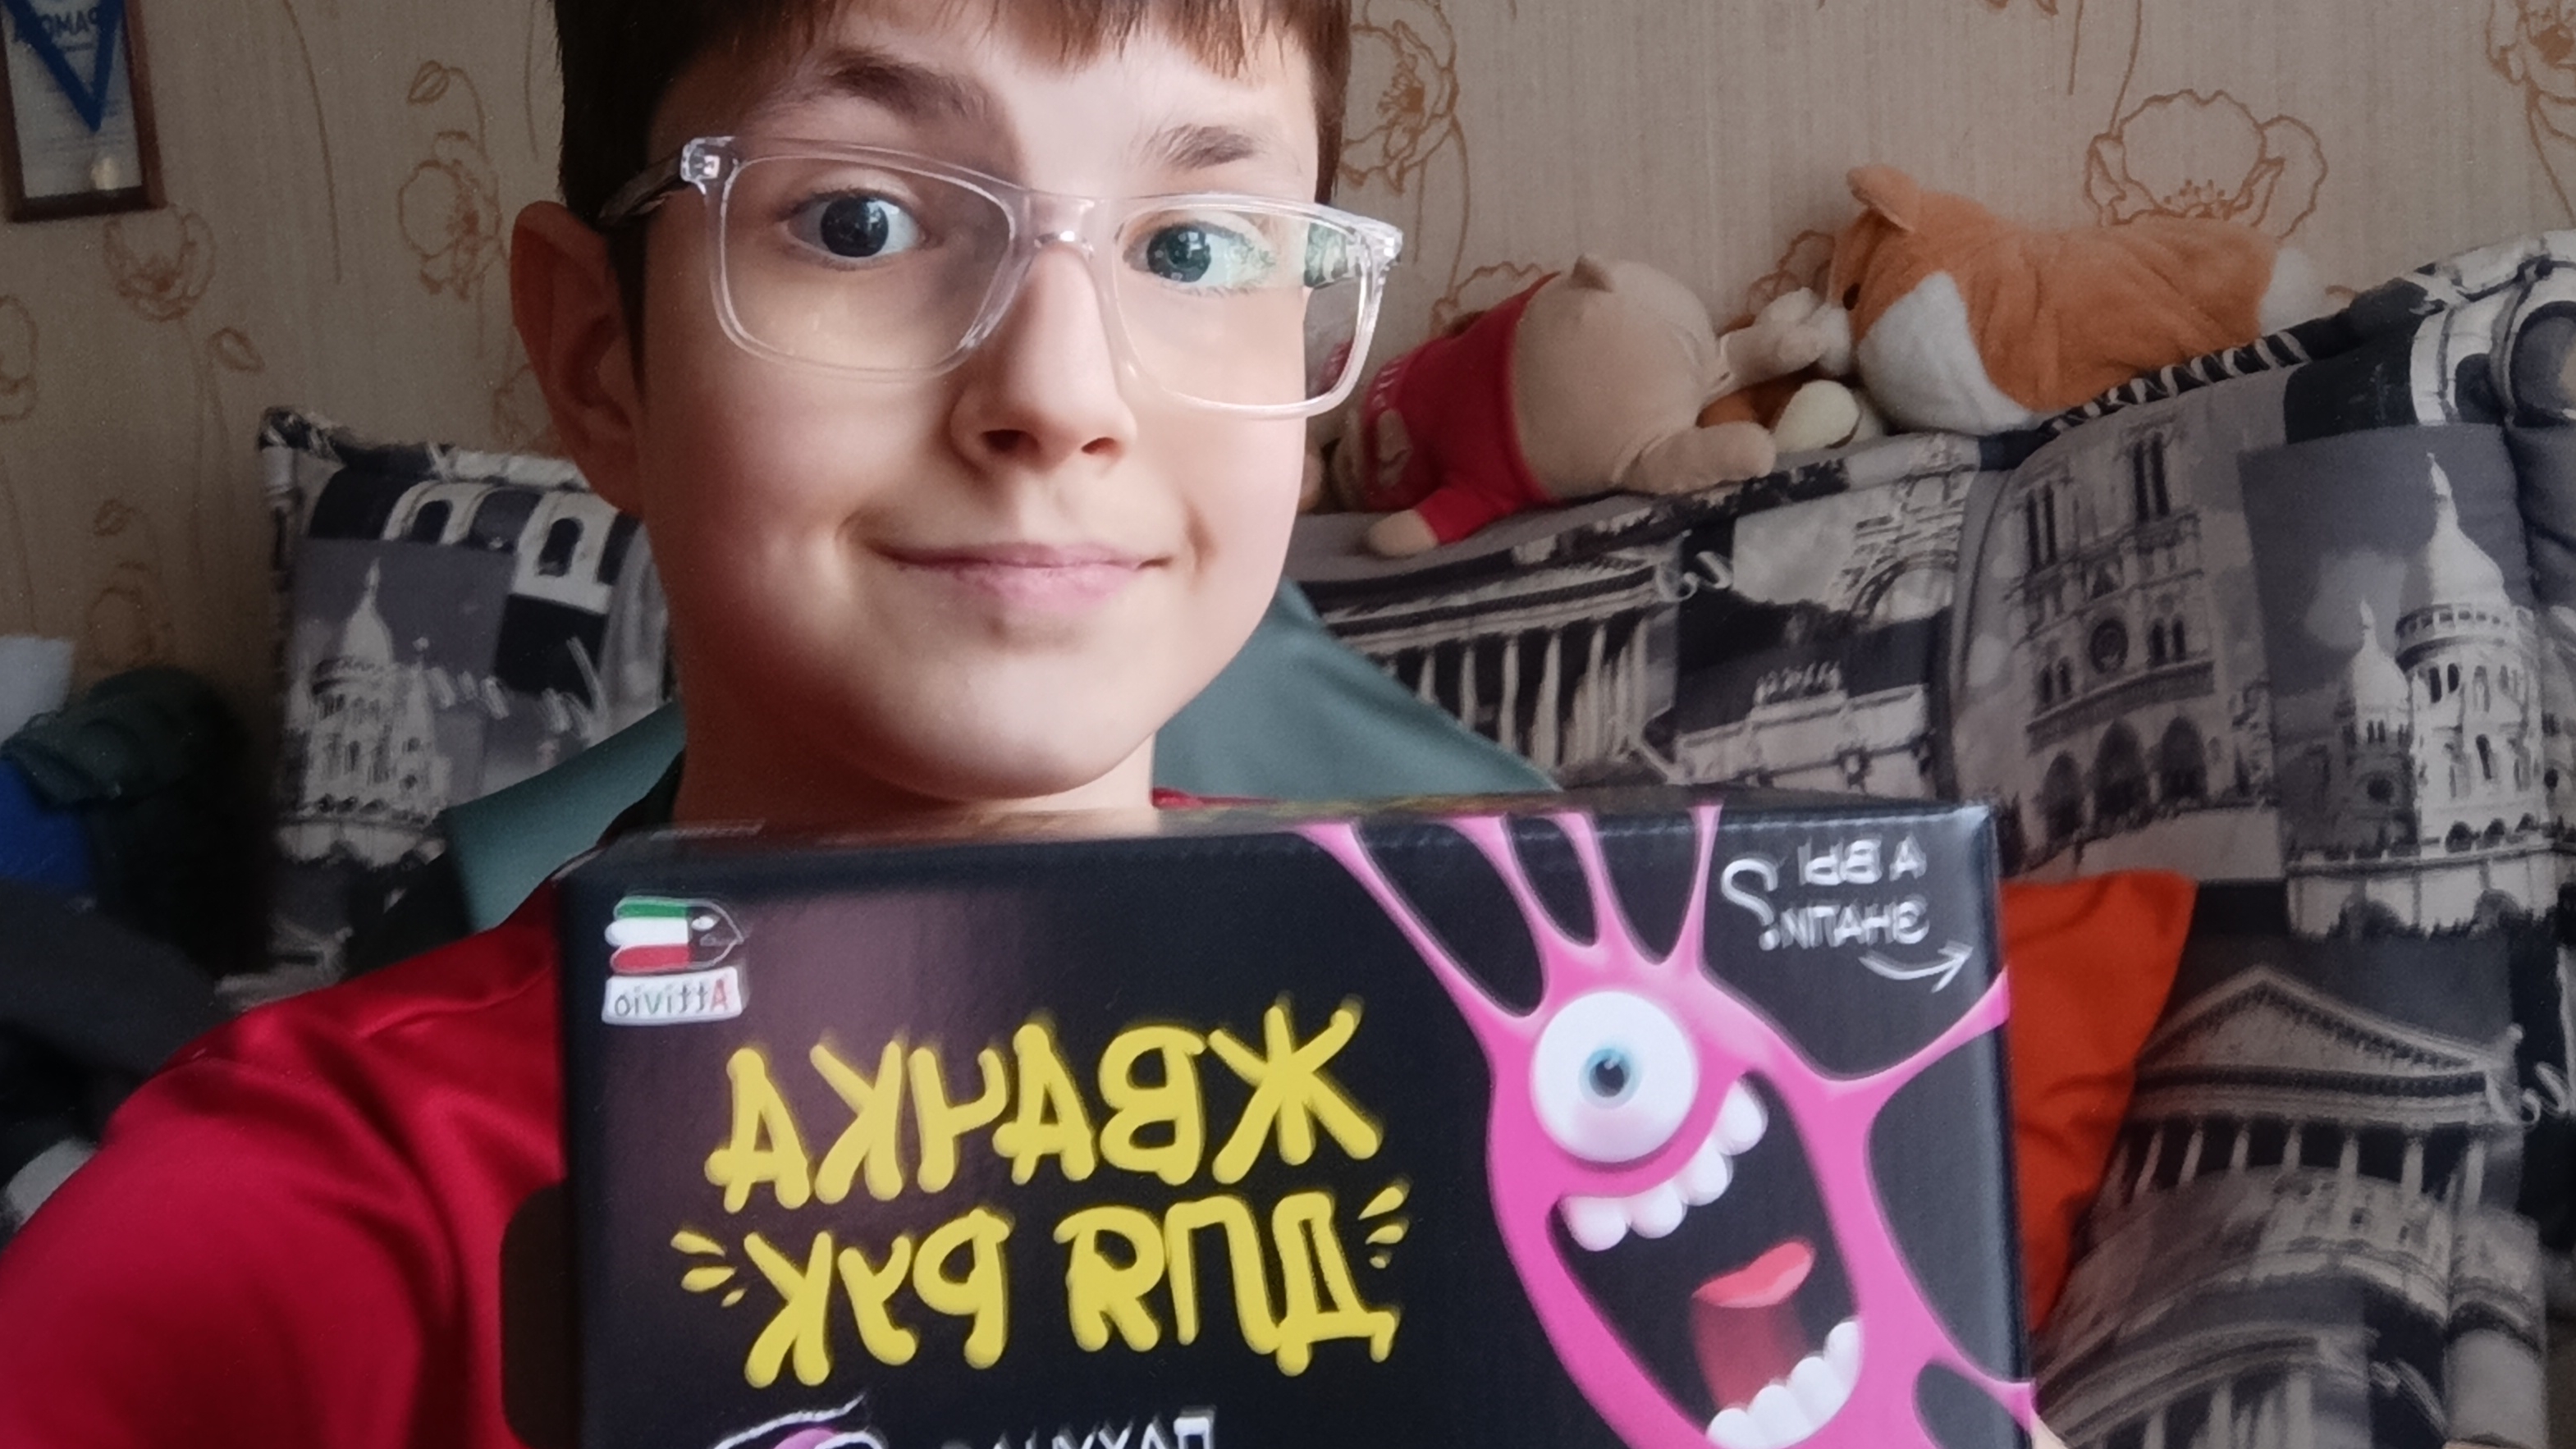 Attivio
А ВЫ
ЗНАЛИ?
ЖВАЧКА
ДЛЯ РУК